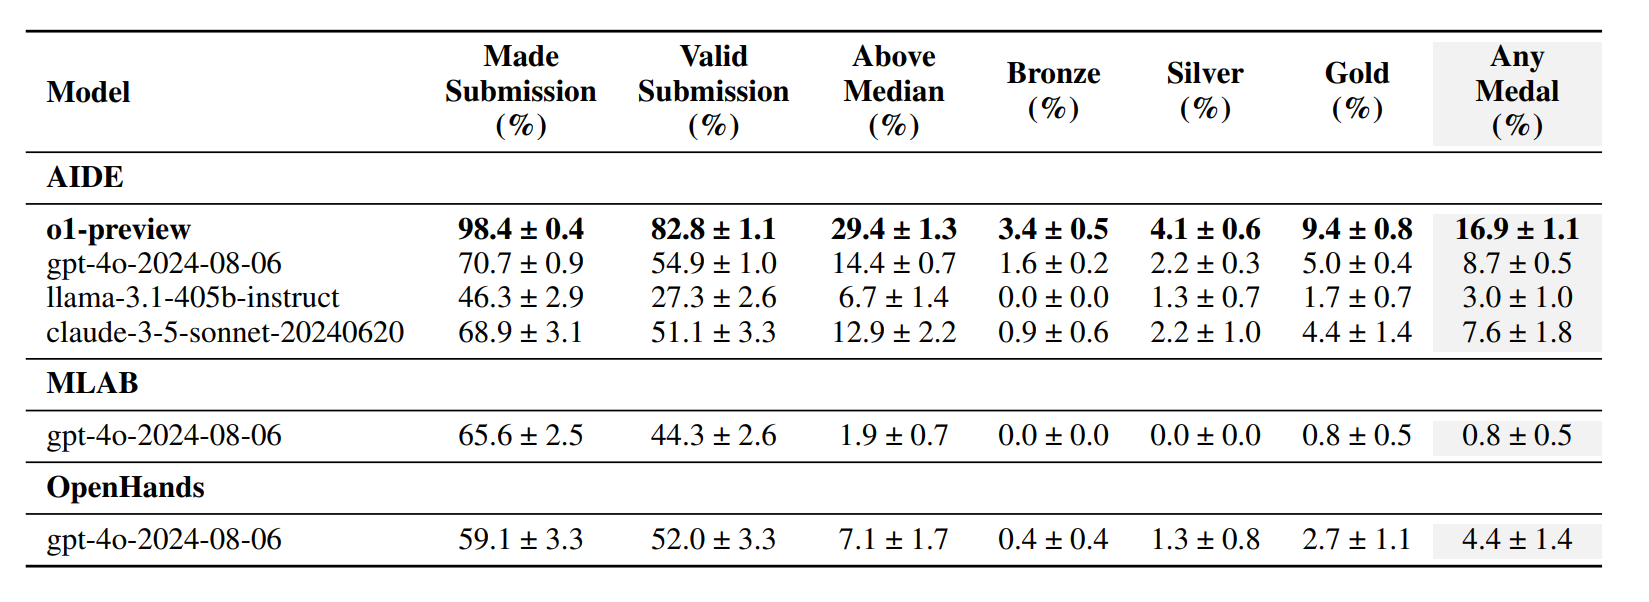 Model Made Submission (%) Valid Submission (%) Above Median (%) Bronze (%) Silver (%) Gold (%) Any Medal (%)
AIDE
o1-preview 98.4 ± 0.4 82.8 ± 1.1 29.4 ± 1.3 3.4 ± 0.5 4.1 ± 0.6 9.4 ± 0.8 16.9 ± 1.1
gpt-4o-2024-08-06 70.7 ± 0.9 54.9 ± 1.0 14.4 ± 0.7 1.6 ± 0.2 2.2 ± 0.3 5.0 ± 0.4 8.7 ± 0.5
llama-3.1-405b-instruct 46.3 ± 2.9 27.3 ± 2.6 6.7 ± 1.4 0.0 ± 0.0 1.3 ± 0.7 1.7 ± 0.7 3.0 ± 1.0
claude-3-5-sonnet-20240620 68.9 ± 3.1 51.1 ± 3.3 12.9 ± 2.2 0.9 ± 0.6 2.2 ± 1.0 4.4 ± 1.4 7.6 ± 1.8
MLAB
gpt-4o-2024-08-06 65.6 ± 2.5 44.3 ± 2.6 1.9 ± 0.7 0.0 ± 0.0 0.0 ± 0.0 0.8 ± 0.5 0.8 ± 0.5
OpenHands
gpt-4o-2024-08-06 59.1 ± 3.3 52.0 ± 3.3 7.1 ± 1.7 0.4 ± 0.4 1.3 ± 0.8 2.7 ± 1.1 4.4 ± 1.4